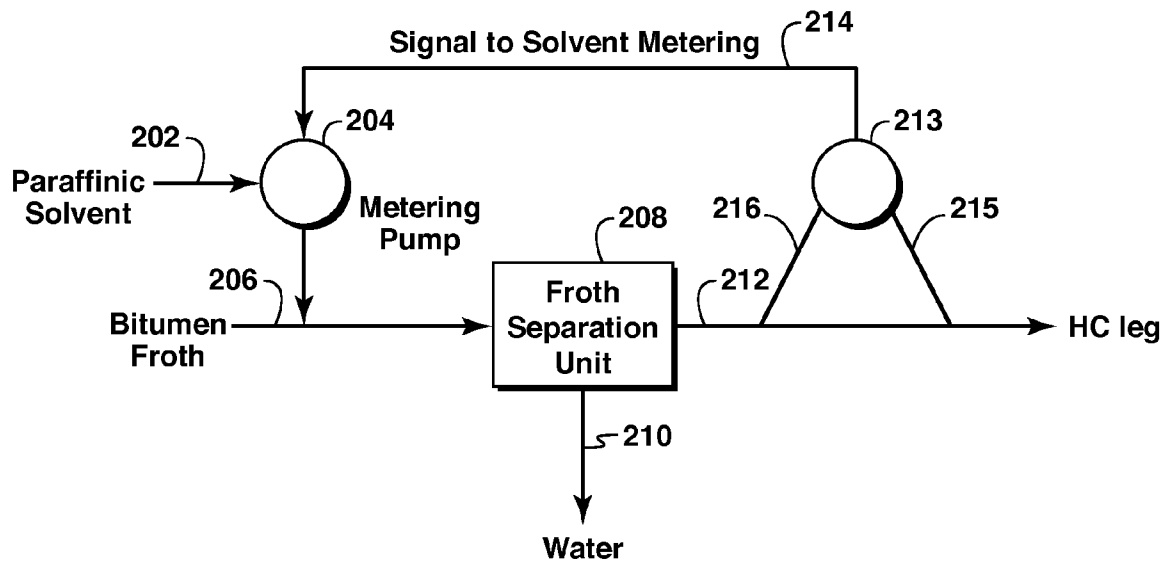 214
Signal to Solvent Metering
202
204
213
Paraffinic
Solvent
Metering
Pump
216
215
208
206
212
Bitumen
Froth
Froth
Separation
Unit
HC leg
210
Water